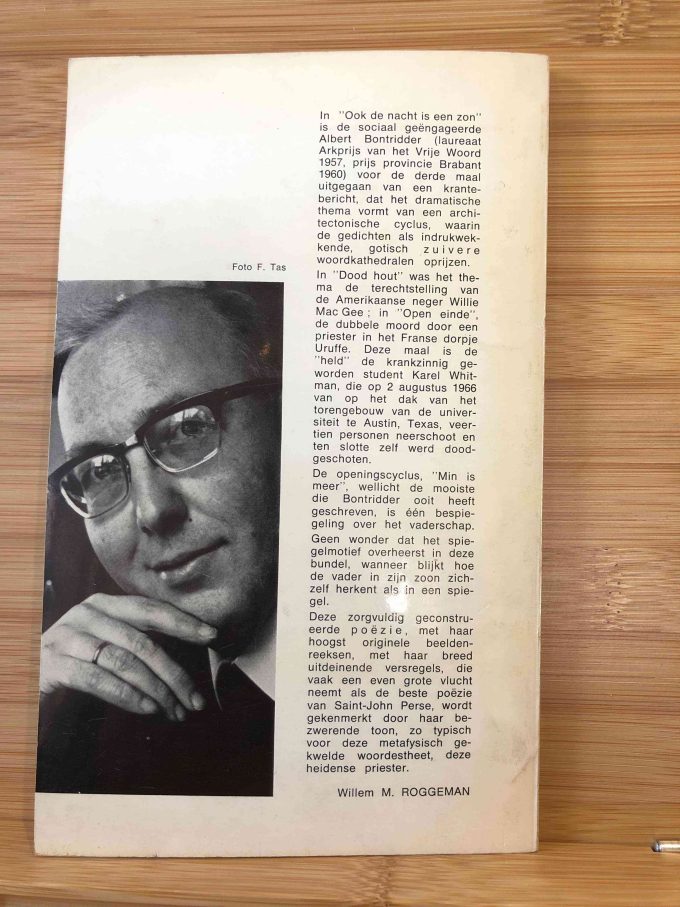 In "Ook de nacht is een zon"
is de sociaal geëngageerde
Albert Bontridder (laureaat
Arkprijs van het Vrije Woord
1957, prijs provincie Brabant
1960) voor de derde maal
uitgegaan van een krante-
bericht, dat het dramatische
thema vormt van een archi-
tectonische cyclus, waarin
de gedichten als indrukwek-
kende, gotisch zuivere
woordkathedralen oprijzen.
Foto F. Tas
In "Dood hout" was het the-
ma de terechtstelling van
de Amerikaanse neger Willie
Mac Gee ; in "Open einde",
de dubbele moord door een
priester in het Franse dorpje
Uruffe. Deze maal is de
"held" de krankzinnig ge-
worden student Karel Whit-
man, die op 2 augustus 1966
van op het dak van het
torengebouw van de univer-
siteit te Austin, Texas, veer-
tien personen neerschoot en
ten slotte zelf werd dood-
geschoten.
De openingscyclus, "Min is
meer", wellicht de mooiste
die Bontridder ooit heeft
geschreven, is één bespie-
geling over het vaderschap.
Geen wonder dat het spie-
gelmotief overheerst in deze
bundel, wanneer blijkt hoe
de vader in zijn zoon zich-
zelf herkent als in een spie-
gel.
Deze zorgvuldig geconstru-
eerde poëzie, met haar
hoogst originele beelden-
reeksen, met haar breed
uitdeinende versregels, die
vaak een even grote vlucht
neemt als de beste poëzie
van Saint-John Perse, wordt
gekenmerkt door haar be-
zwerende toon, zo typisch
voor deze metafysisch ge-
kwelde woordestheet, deze
heidense priester.
Willem M. ROGGEMAN